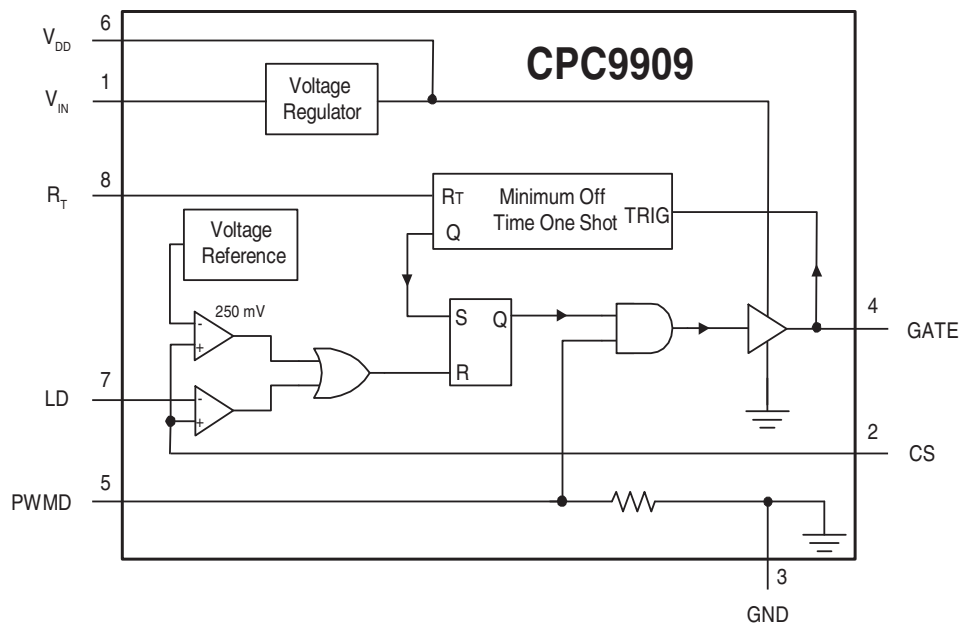 6
V_DD
CPC9909
1
V_IN
Voltage
Regulator
8
R_T
RT
Minimum Off
Time One Shot
TRIG
Q
Voltage
Reference
250 mV
-
+
S
Q
R
4
GATE
7
LD
-
+
2
CS
5
PWMD
3
GND